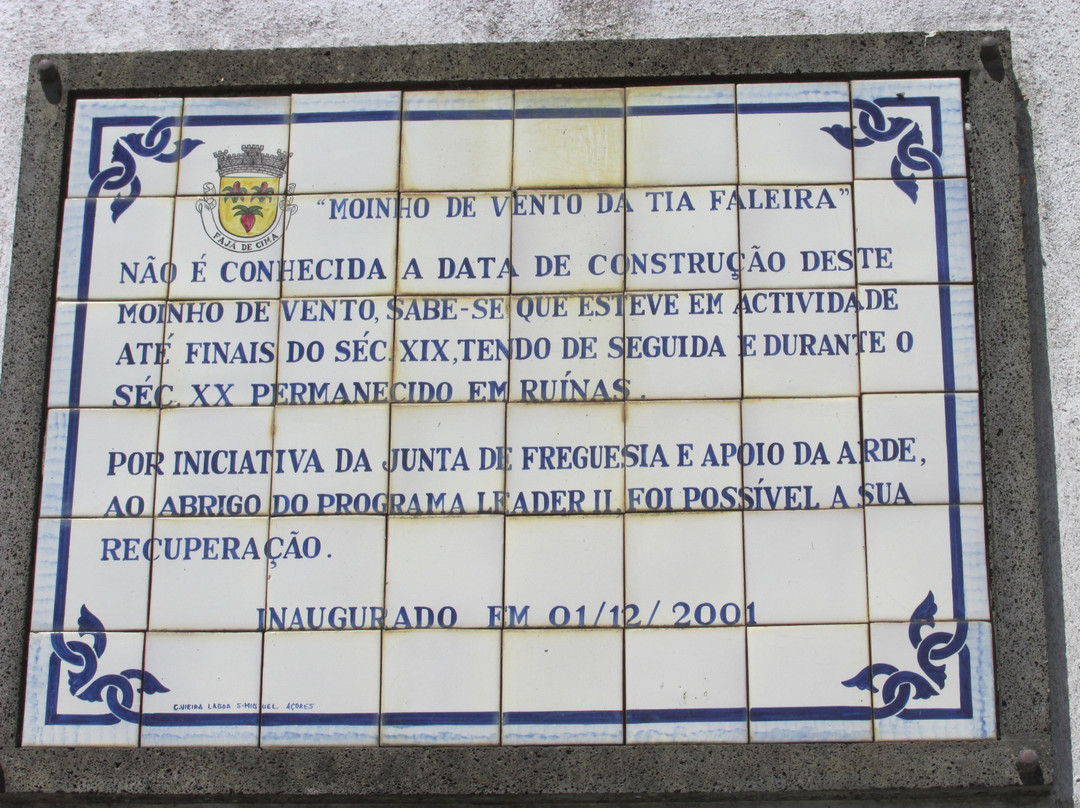 FAJÃ DE CIMA
"MOINHO DE VENTO DA TIA FALEIRA"
NÃO É CONHECIDA A DATA DE CONSTRUÇÃO DESTE
MOINHO DE VENTO, SABE-SE QUE ESTEVE EM ACTIVIDADE
ATÉ FINAIS DO SÉC. XIX, TENDO DE SEGUIDA E DURANTE O
SÉC. XX PERMANECIDO EM RUÍNAS.
POR INICIATIVA DA JUNTA DE FREGUESIA E APOIO DA ARDE,
AO ABRIGO DO PROGRAMA LEADER II, FOI POSSÍVEL A SUA
RECUPERAÇÃO.
INAUGURADO EM 01/12/2001
C.VIEIRA LAGOA S.MIGUEL. AÇORES